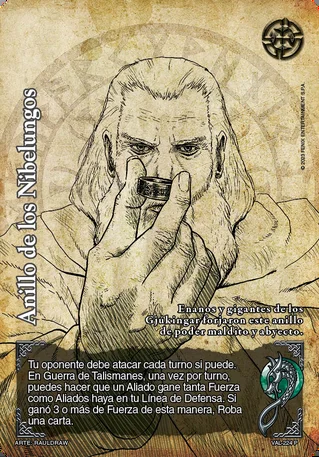 © 2023 FENIX ENTERTAINMENT S.P.A
Anillo de los Nibelungos
Enanos y gigantes de los
Gjúkingar forjaron este anillo
de poder maldito y abyecto.
Tu oponente debe atacar cada turno si puede.
En Guerra de Talismanes, una vez por turno,
puedes hacer que un Aliado gane tanta Fuerza
como Aliados haya en tu Línea de Defensa. Si
ganó 3 o más de Fuerza de esta manera, Roba
una carta.
ARTE: RAULDRAW
VAL-224 P